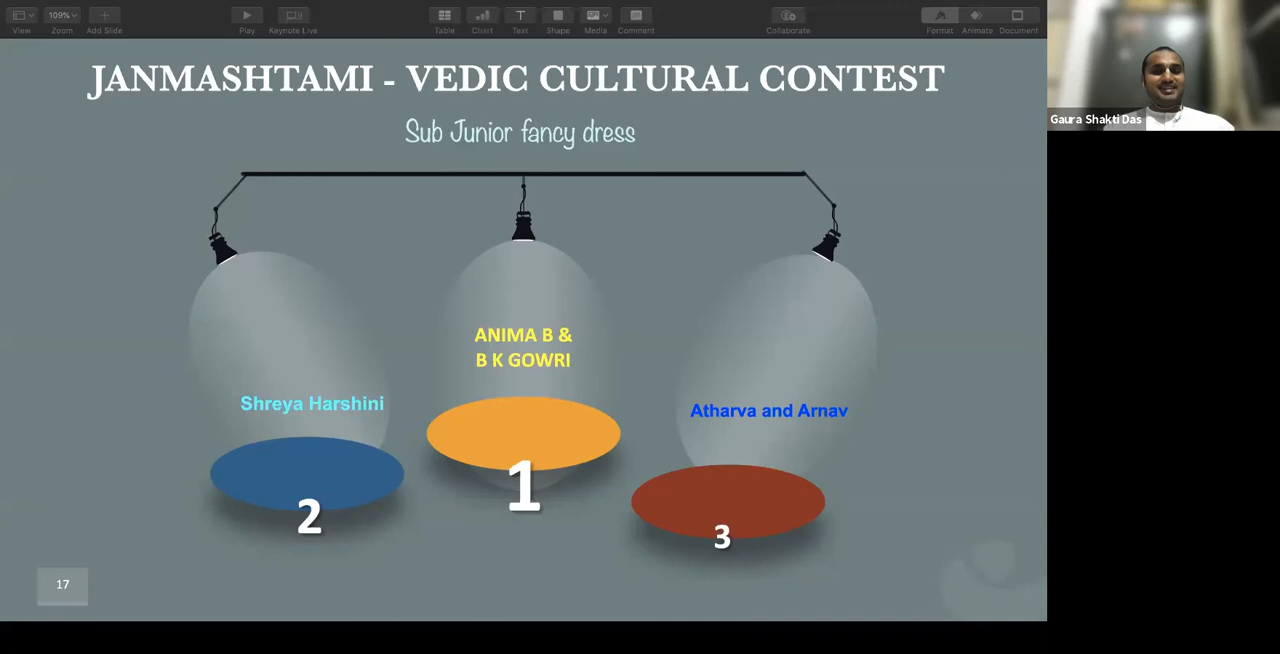 View
109%
Zoom
Add Slide
Play
Keynote Live
Table
Chart
T
Text
Shape
Media
Comment
Collaborate
Format
Animate
Document
JANMASHTAMI - VEDIC CULTURAL CONTEST
Sub Junior fancy dress
Gaura Shakti Das
ANIMA B &
B K GOWRI
Shreya Harshini
Atharva and Arnav
1
2
3
17